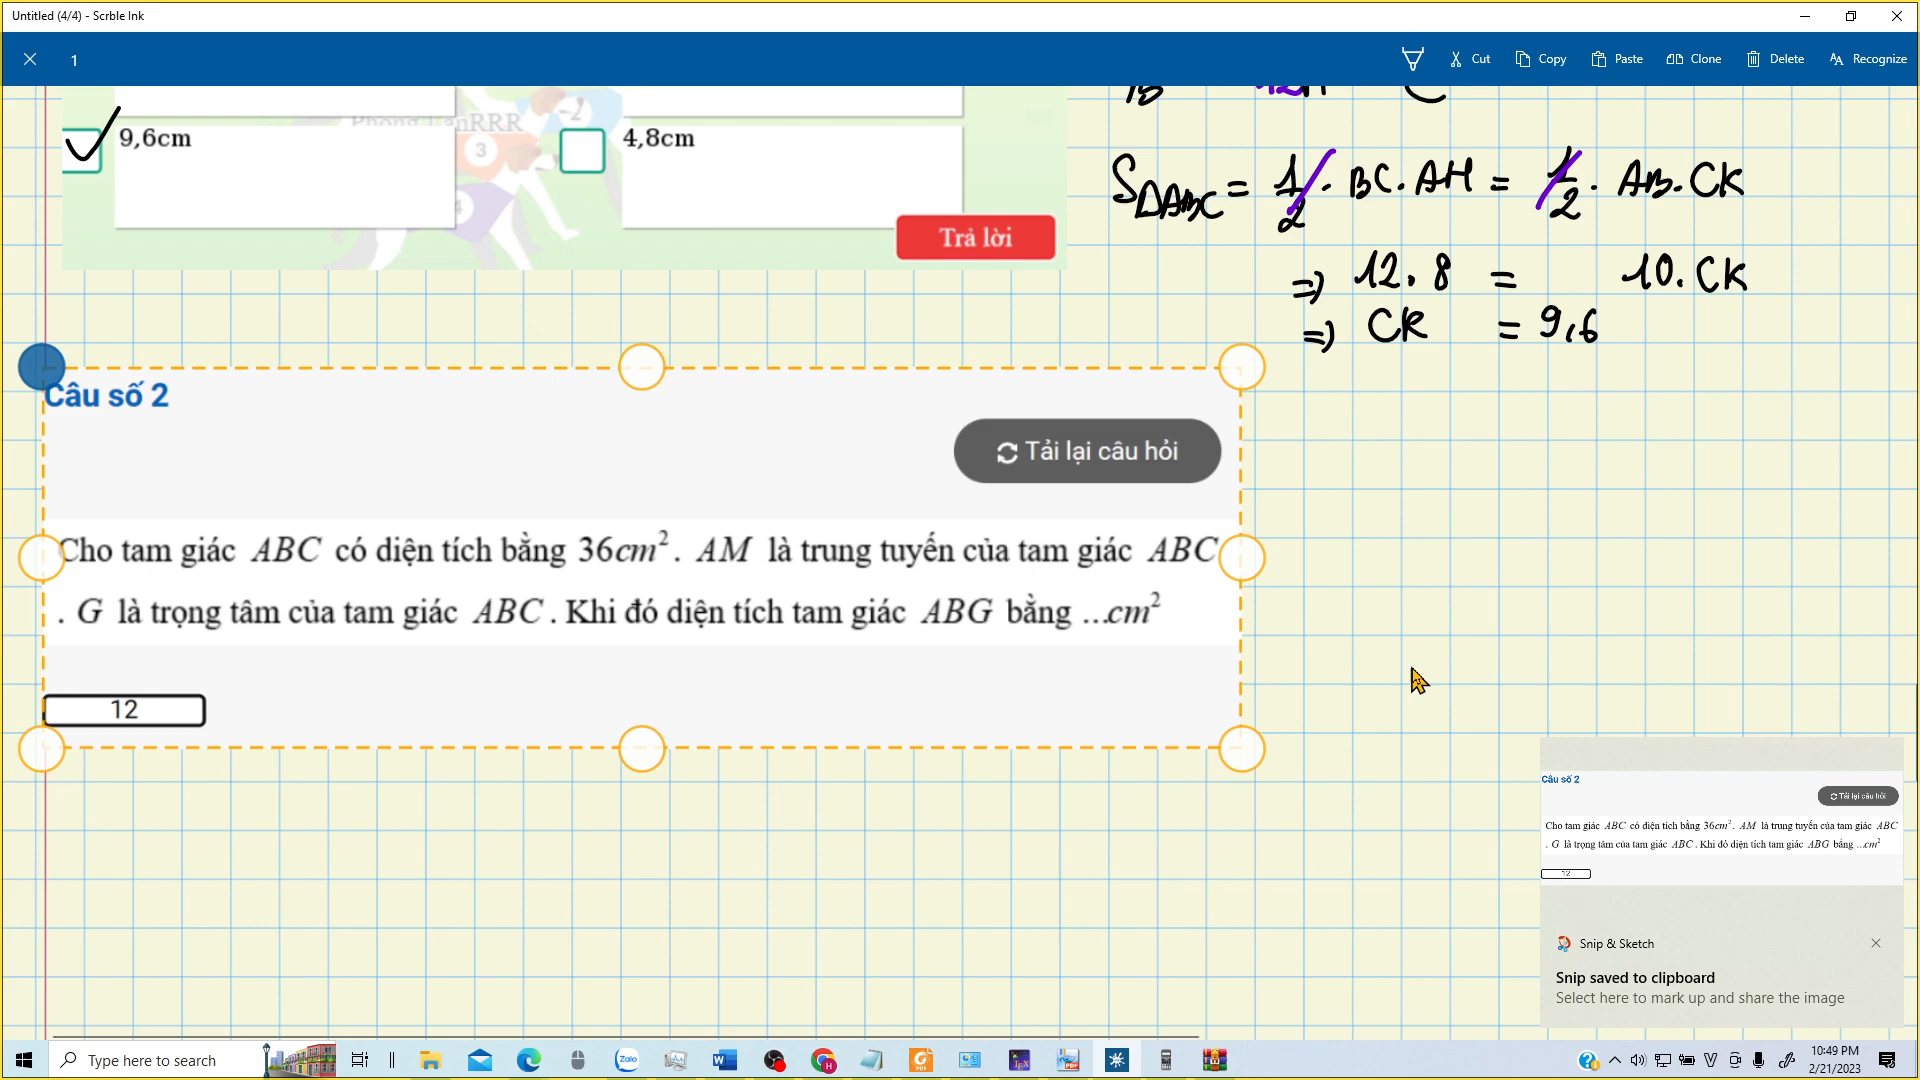 Untitled (4/4) - Scrble Ink
1
Cut
Copy
Paste
Clone
Delete
Recognize
9,6cm
4,8cm
3
-2
Trả lời
S∆ABC = 1/2 . BC . AH = 1/2 . AB . CK
=> 12 . 8 = 10 . CK
=> CK = 9,6
Câu số 2
Tải lại câu hỏi
Cho tam giác ABC có diện tích bằng 36cm². AM là trung tuyến của tam giác ABC
. G là trọng tâm của tam giác ABC . Khi đó diện tích tam giác ABG bằng ...cm²
12
Câu số 2
Tải lại câu hỏi
Cho tam giác ABC có diện tích bằng 36cm². AM là trung tuyến của tam giác ABC
. G là trọng tâm của tam giác ABC . Khi đó diện tích tam giác ABG bằng ...cm²
12
Snip & Sketch
Snip saved to clipboard
Select here to mark up and share the image
Type here to search
Zalo
10:49 PM
2/21/2023